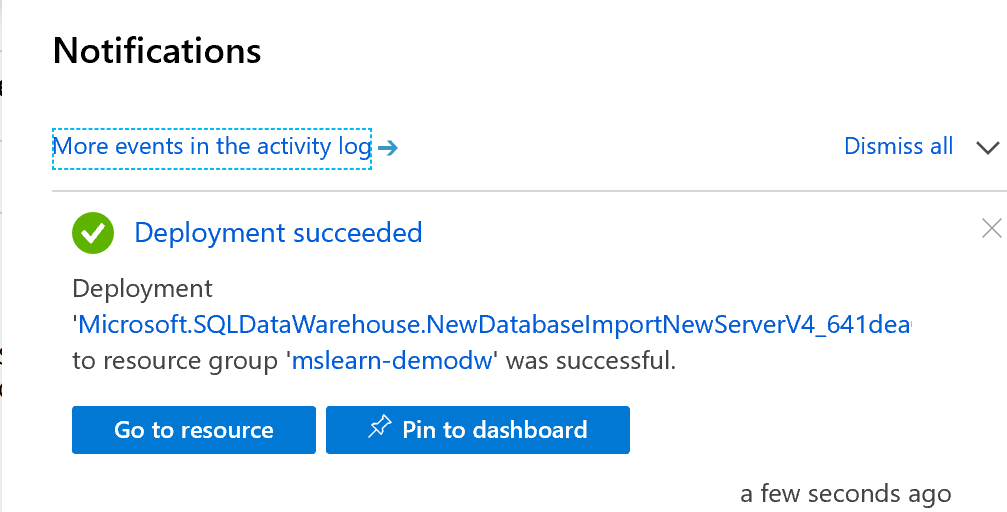 Notifications
More events in the activity log
Dismiss all
Deployment succeeded
Deployment
'Microsoft.SQLDataWarehouse.NewDatabaseImportNewServerV4_641dea
to resource group 'mslearn-demodw' was successful.
Go to resource
Pin to dashboard
a few seconds ago